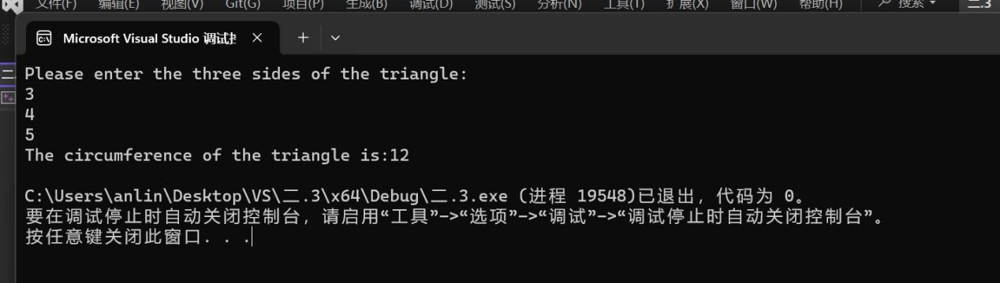 文件(F) 编辑(E) 视图(V) Git(G) 项目(P) 生成(B) 调试(D) 测试(S) 分析(N) 工具(T) 扩展(X) 窗口(W) 帮助(H) 搜索 二.3
Microsoft Visual Studio 调试
Please enter the three sides of the triangle:
3
4
5
The circumference of the triangle is:12
C:\Users\anlin\Desktop\VS\二.3\x64\Debug\二.3.exe (进程 19548)已退出，代码为 0。
要在调试停止时自动关闭控制台，请启用“工具”->“选项”->“调试”->“调试停止时自动关闭控制台”。
按任意键关闭此窗口. . .